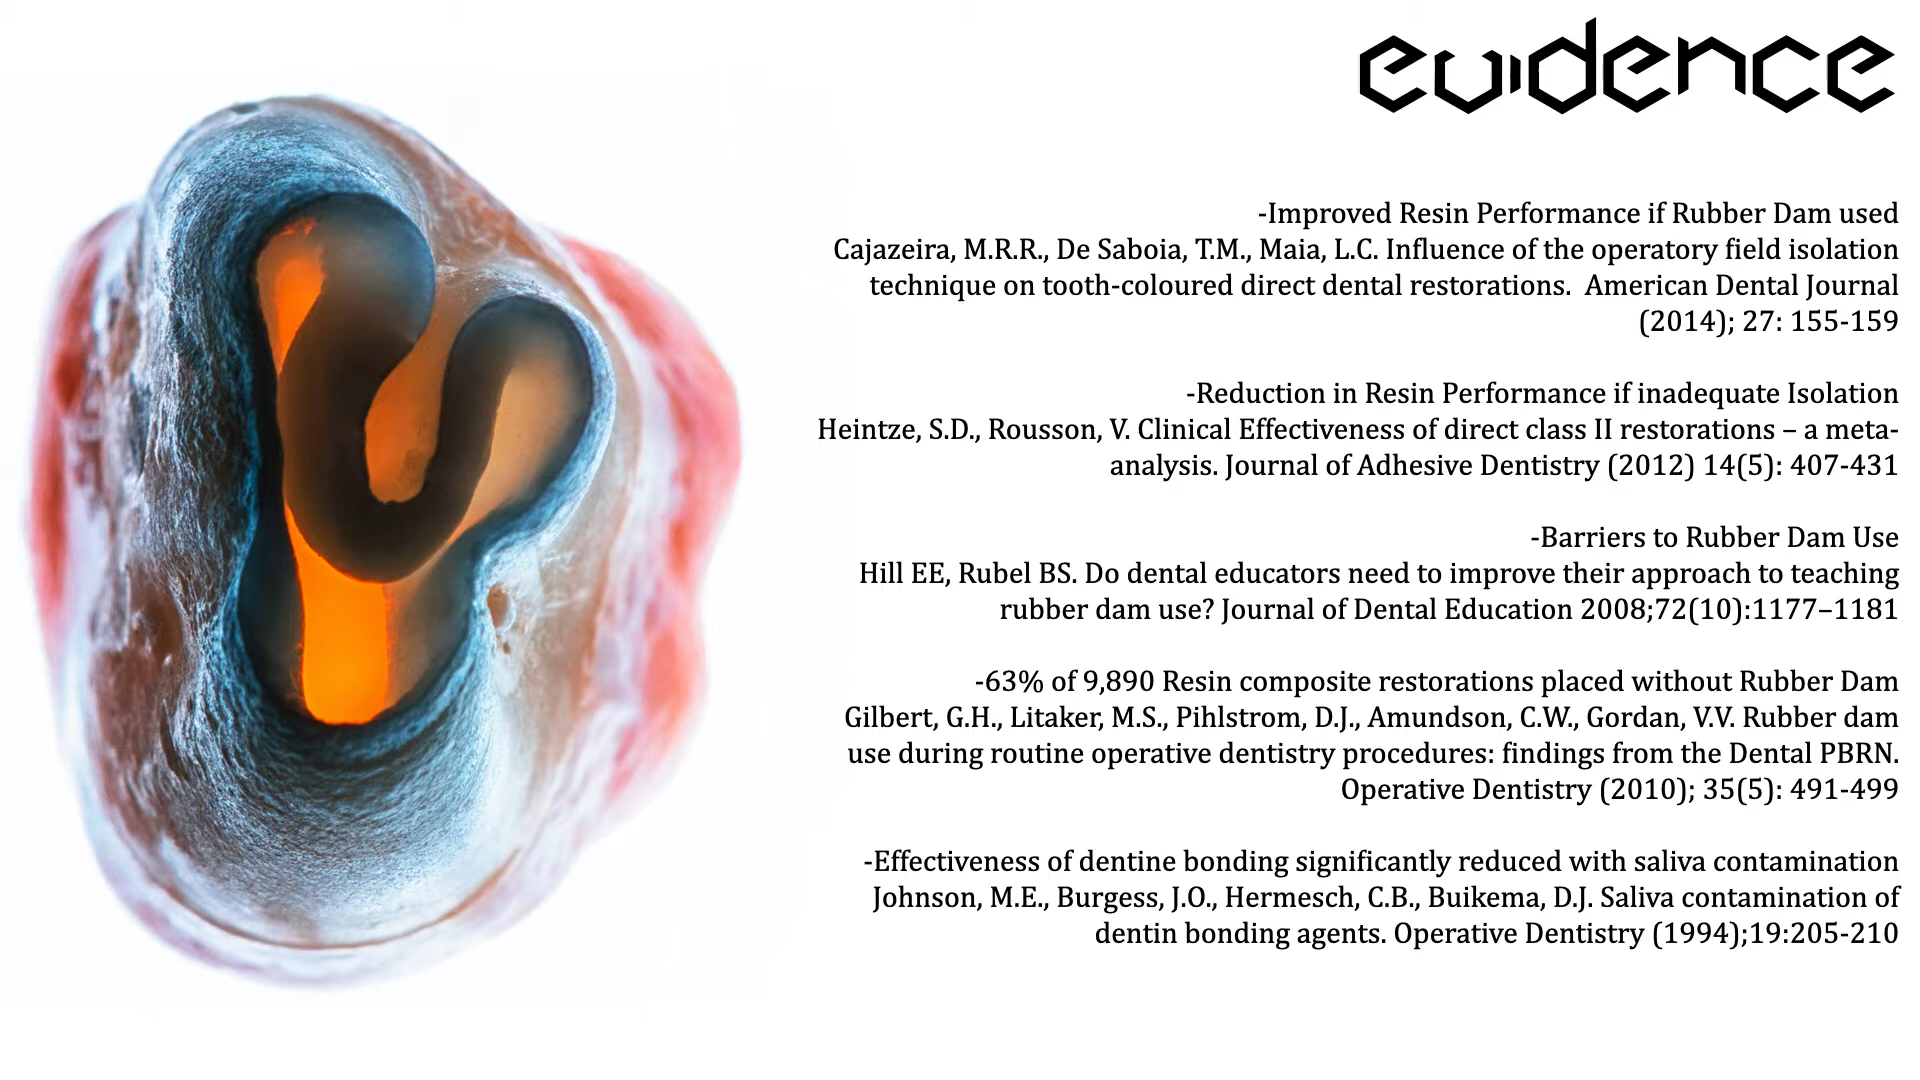 evidence
-Improved Resin Performance if Rubber Dam used
Cajazeira, M.R.R., De Saboia, T.M., Maia, L.C. Influence of the operatory field isolation
technique on tooth-coloured direct dental restorations.  American Dental Journal
(2014); 27: 155-159
-Reduction in Resin Performance if inadequate Isolation
Heintze, S.D., Rousson, V. Clinical Effectiveness of direct class II restorations – a meta-
analysis. Journal of Adhesive Dentistry (2012) 14(5): 407-431
-Barriers to Rubber Dam Use
Hill EE, Rubel BS. Do dental educators need to improve their approach to teaching
rubber dam use? Journal of Dental Education 2008;72(10):1177–1181
-63% of 9,890 Resin composite restorations placed without Rubber Dam
Gilbert, G.H., Litaker, M.S., Pihlstrom, D.J., Amundson, C.W., Gordan, V.V. Rubber dam
use during routine operative dentistry procedures: findings from the Dental PBRN.
Operative Dentistry (2010); 35(5): 491-499
-Effectiveness of dentine bonding significantly reduced with saliva contamination
Johnson, M.E., Burgess, J.O., Hermesch, C.B., Buikema, D.J. Saliva contamination of
dentin bonding agents. Operative Dentistry (1994);19:205-210